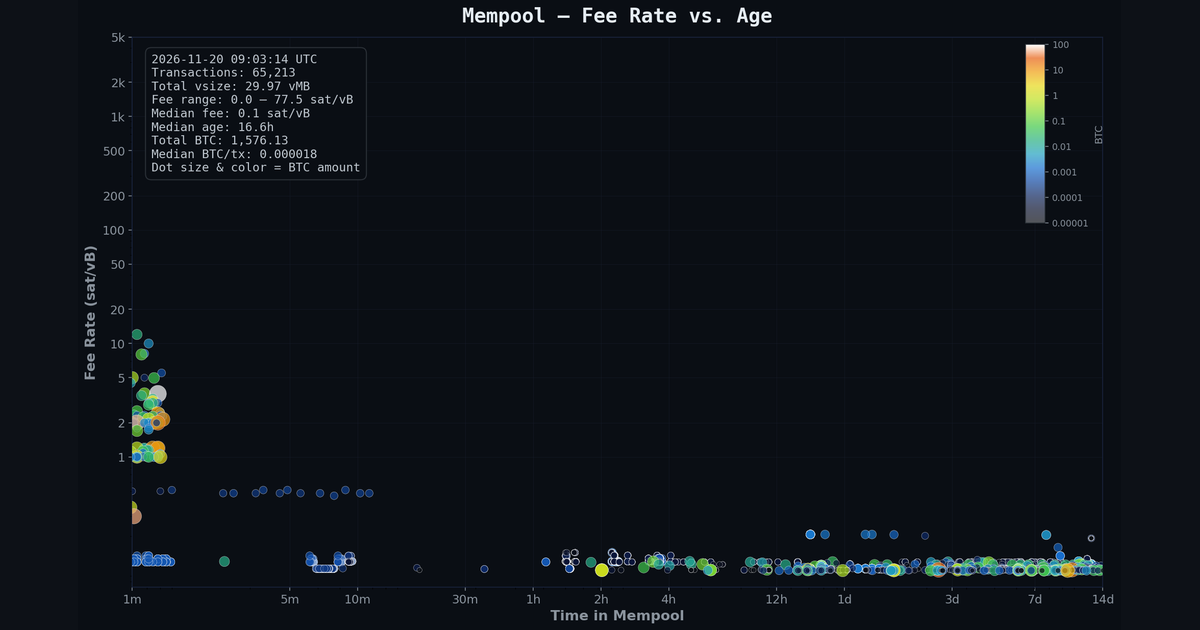 Mempool — Fee Rate vs. Age
2026-11-20 09:03:14 UTC
Transactions: 65,213
Total vsize: 29.97 vMB
Fee range: 0.0 – 77.5 sat/vB
Median fee: 0.1 sat/vB
Median age: 16.6h
Total BTC: 1,576.13
Median BTC/tx: 0.000018
Dot size & color = BTC amount
Fee Rate (sat/vB)
5k
2k
1k
500
200
100
50
20
10
5
2
1
100
10
1
0.1
0.01
0.001
0.0001
0.00001
BTC
1m
5m
10m
30m
1h
2h
4h
12h
1d
3d
7d
14d
Time in Mempool